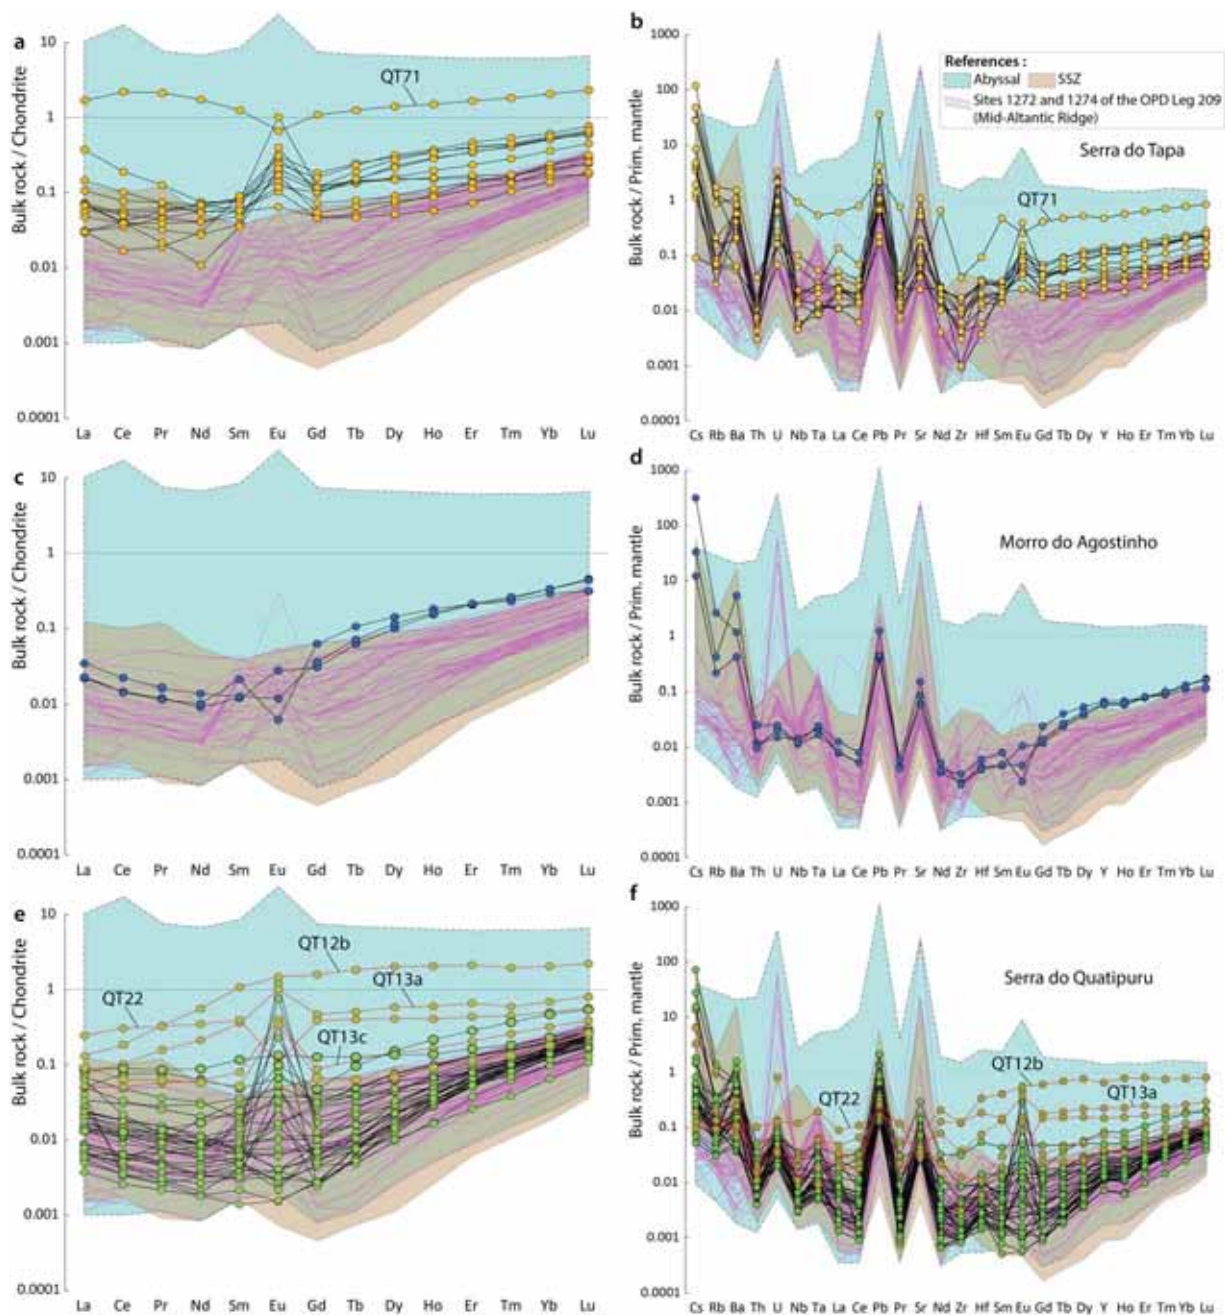 a
Bulk rock / Chondrite
10
1
0.1
0.01
0.001
0.0001
QT71
La Ce Pr Nd Sm Eu Gd Tb Dy Ho Er Tm Yb Lu
b
Bulk rock / Prim. mantle
1000
100
10
1
0.1
0.01
0.001
0.0001
References :
Abyssal SSZ
Sites 1272 and 1274 of the OPD Leg 209
(Mid-Altantic Ridge)
Serra do Tapa
QT71
Cs Rb Ba Th U Nb Ta La Ce Pb Pr Sr Nd Zr Hf Sm Eu Gd Tb Dy Y Ho Er Tm Yb Lu
c
Bulk rock / Chondrite
10
1
0.1
0.01
0.001
0.0001
La Ce Pr Nd Sm Eu Gd Tb Dy Ho Er Tm Yb Lu
d
Bulk rock / Prim. mantle
1000
100
10
1
0.1
0.01
0.001
0.0001
Morro do Agostinho
Cs Rb Ba Th U Nb Ta La Ce Pb Pr Sr Nd Zr Hf Sm Eu Gd Tb Dy Y Ho Er Tm Yb Lu
e
Bulk rock / Chondrite
10
1
0.1
0.01
0.001
0.0001
QT12b
QT13a
QT22
QT13c
La Ce Pr Nd Sm Eu Gd Tb Dy Ho Er Tm Yb Lu
f
Bulk rock / Prim. mantle
1000
100
10
1
0.1
0.01
0.001
0.0001
Serra do Quatipuru
QT12b
QT22
QT13a
Cs Rb Ba Th U Nb Ta La Ce Pb Pr Sr Nd Zr Hf Sm Eu Gd Tb Dy Y Ho Er Tm Yb Lu